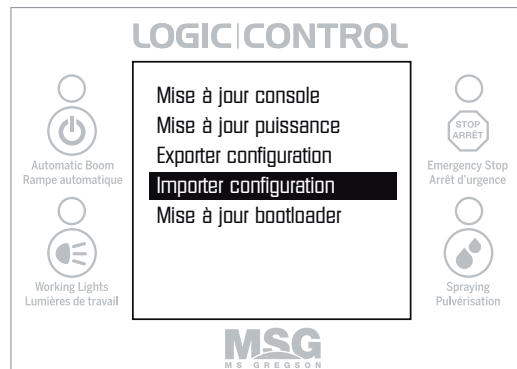 LOGIC|CONTROL
Automatic Boom
Rampe automatique
Working Lights
Lumières de travail
Mise à jour console
Mise à jour puissance
Exporter configuration
Importer configuration
Mise à jour bootloader
STOP
ARRÊT
Emergency Stop
Arrêt d'urgence
Spraying
Pulvérisation
MSG
MS GREGSON